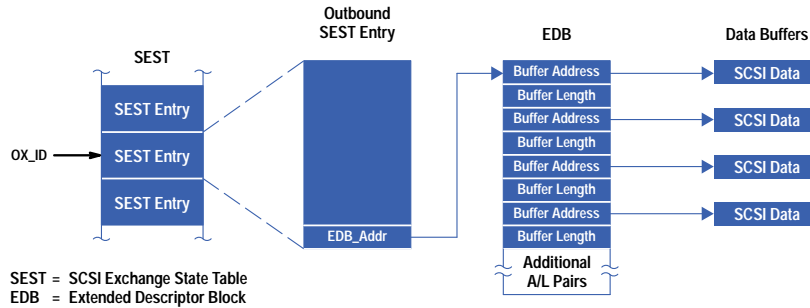 Outbound
SEST Entry
SEST
EDB
Data Buffers
SEST Entry
SEST Entry
SEST Entry
OX_ID
EDB_Addr
Buffer Address
Buffer Length
Buffer Address
Buffer Length
Buffer Address
Buffer Length
Buffer Address
Buffer Length
Additional
A/L Pairs
SCSI Data
SCSI Data
SCSI Data
SCSI Data
SEST = SCSI Exchange State Table
EDB = Extended Descriptor Block